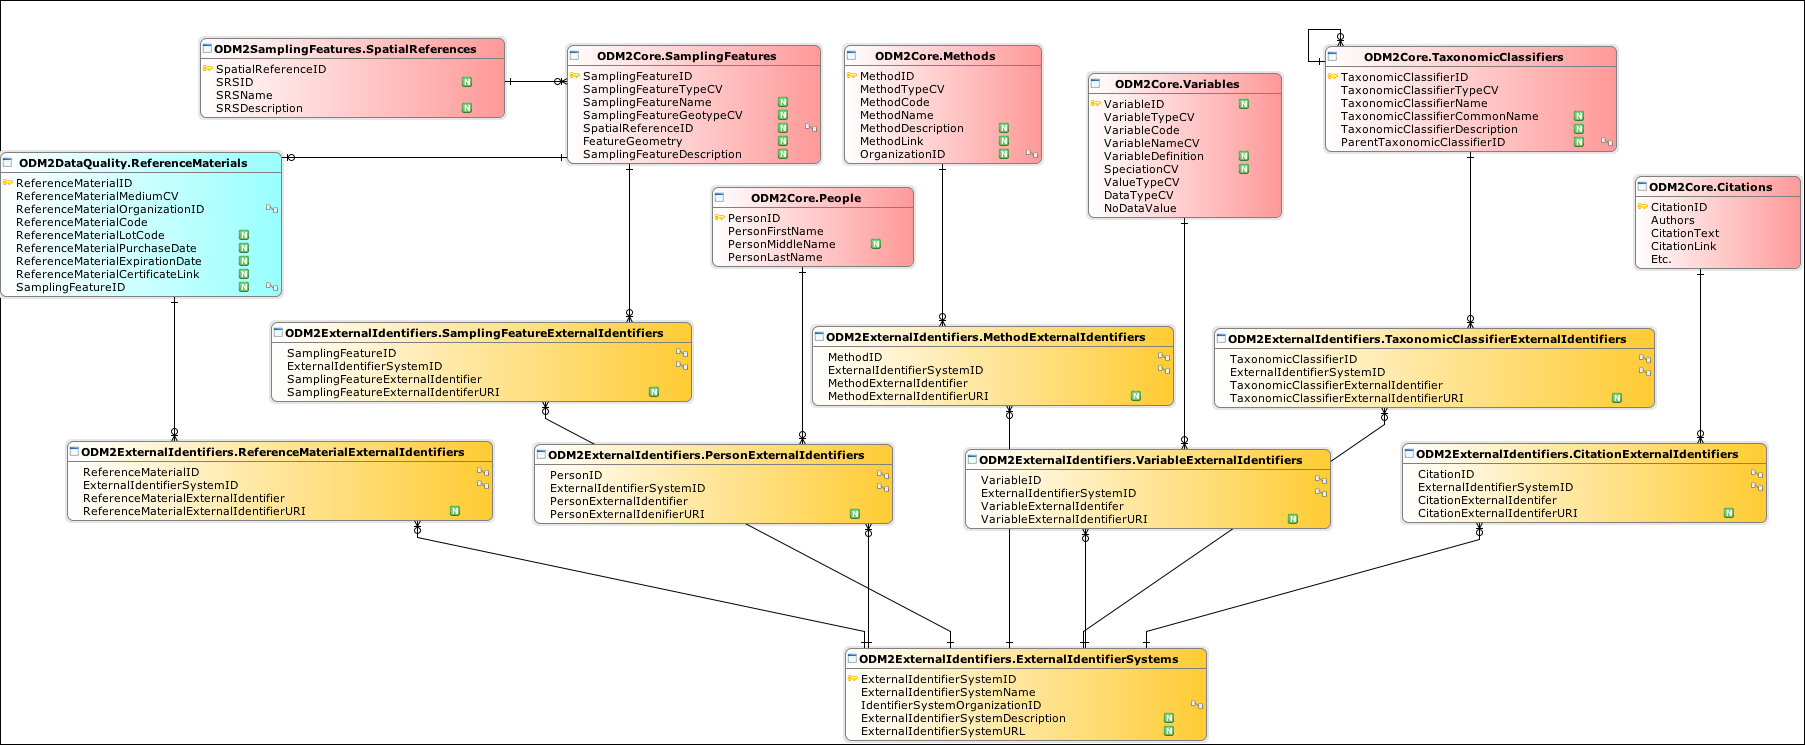 ODM2SamplingFeatures.SpatialReferences
SpatialReferenceID
SRSID N
SRSName
SRSDescription N
ODM2Core.SamplingFeatures
SamplingFeatureID
SamplingFeatureTypeCV
SamplingFeatureName N
SamplingFeatureGeotypeCV N
SpatialReferenceID N
FeatureGeometry N
SamplingFeatureDescription N
ODM2Core.Methods
MethodID
MethodTypeCV
MethodCode
MethodName
MethodDescription N
MethodLink N
OrganizationID N
ODM2Core.Variables
VariableID N
VariableTypeCV
VariableCode
VariableNameCV
VariableDefinition N
SpeciationCV N
ValueTypeCV
DataTypeCV
NoDataValue
ODM2Core.TaxonomicClassifiers
TaxonomicClassifierID
TaxonomicClassifierTypeCV
TaxonomicClassifierName
TaxonomicClassifierCommonName N
TaxonomicClassifierDescription N
ParentTaxonomicClassifierID N
ODM2DataQuality.ReferenceMaterials
ReferenceMaterialID
ReferenceMaterialMediumCV
ReferenceMaterialOrganizationID
ReferenceMaterialCode
ReferenceMaterialLotCode N
ReferenceMaterialPurchaseDate N
ReferenceMaterialExpirationDate N
ReferenceMaterialCertificateLink N
SamplingFeatureID N
ODM2Core.People
PersonID
PersonFirstName
PersonMiddleName N
PersonLastName
ODM2Core.Citations
CitationID
Authors
CitationText
CitationLink
Etc.
ODM2ExternalIdentifiers.SamplingFeatureExternalIdentifiers
SamplingFeatureID
ExternalIdentifierSystemID
SamplingFeatureExternalIdentifier
SamplingFeatureExternalIdentiferURI N
ODM2ExternalIdentifiers.MethodExternalIdentifiers
MethodID
ExternalIdentifierSystemID
MethodExternalIdentifier
MethodExternalIdentifierURI N
ODM2ExternalIdentifiers.TaxonomicClassifierExternalIdentifiers
TaxonomicClassifierID
ExternalIdentifierSystemID
TaxonomicClassifierExternalIdentifier
TaxonomicClassifierExternalIdentifierURI N
ODM2ExternalIdentifiers.ReferenceMaterialExternalIdentifiers
ReferenceMaterialID
ExternalIdentifierSystemID
ReferenceMaterialExternalIdentifier
ReferenceMaterialExternalIdentifierURI N
ODM2ExternalIdentifiers.PersonExternalIdentifiers
PersonID
ExternalIdentifierSystemID
PersonExternalIdentifier
PersonExternalIdenifierURI N
ODM2ExternalIdentifiers.VariableExternalIdentifiers
VariableID
ExternalIdentifierSystemID
VariableExternalIdentifer
VariableExternalIdentifierURI N
ODM2ExternalIdentifiers.CitationExternalIdentifiers
CitationID
ExternalIdentifierSystemID
CitationExternalIdentifer
CitationExternalIdentiferURI N
ODM2ExternalIdentifiers.ExternalIdentifierSystems
ExternalIdentifierSystemID
ExternalIdentifierSystemName
IdentifierSystemOrganizationID
ExternalIdentifierSystemDescription N
ExternalIdentifierSystemURL N